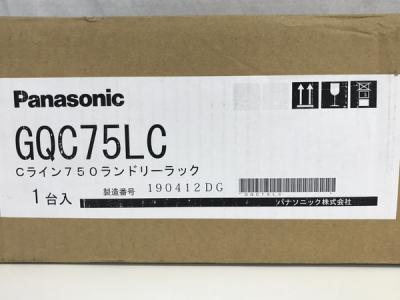 Panasonic
GQC75LC
Cライン750ランドリーラック
1台入
製造番号 190412DG
GQC75LC
パナソニック株式会社